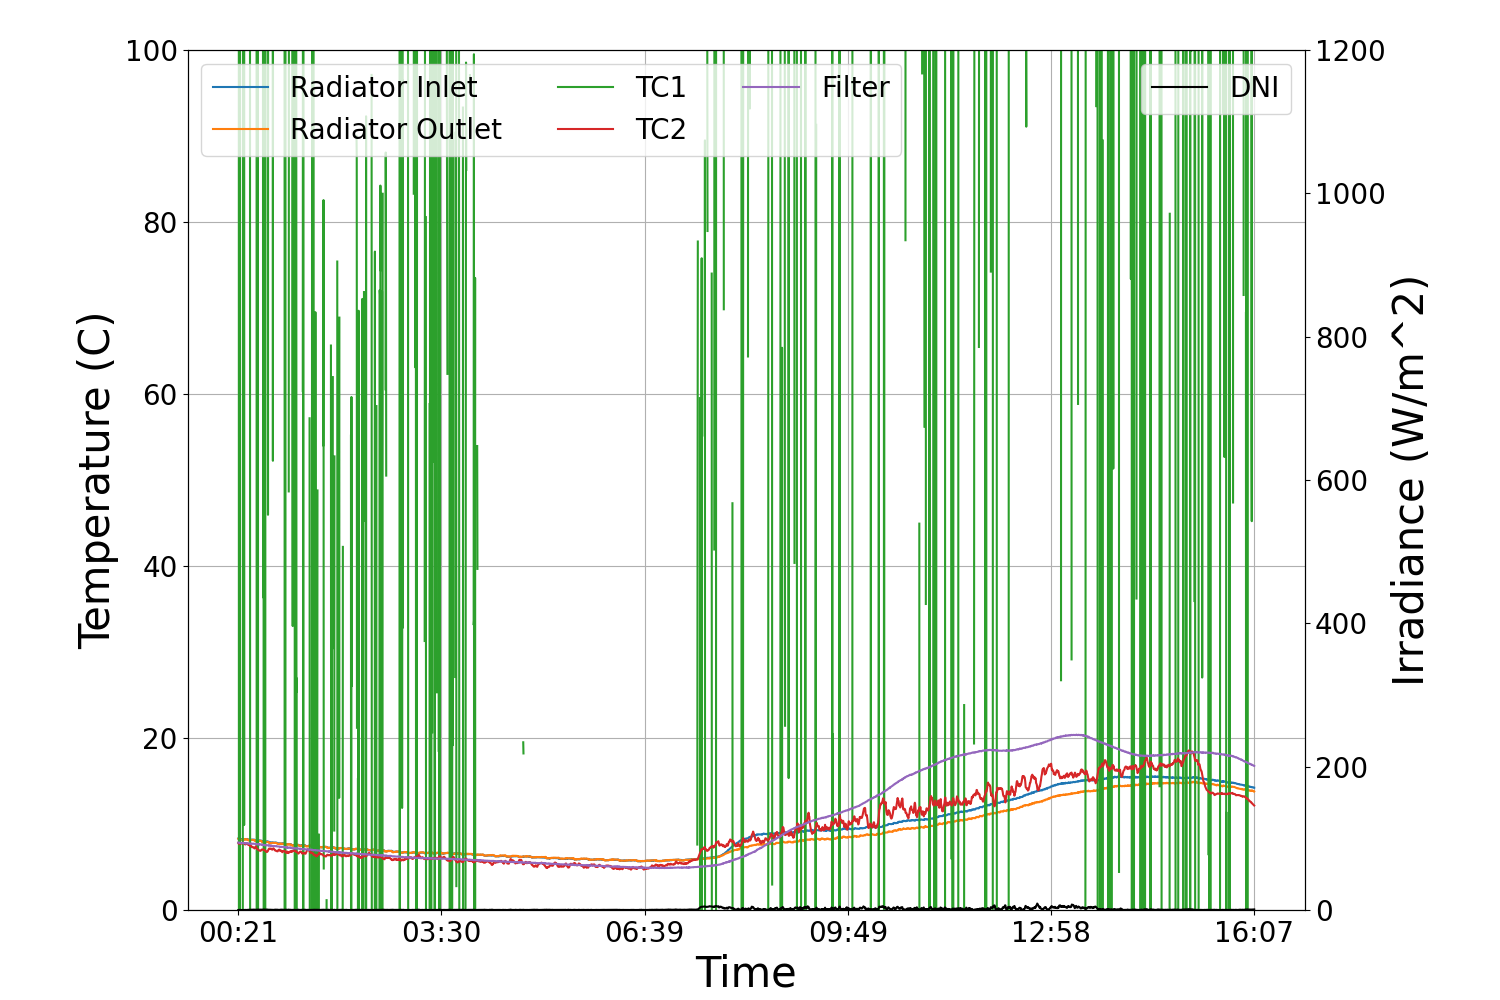 Radiator Inlet
Radiator Outlet
TC1
TC2
Filter
DNI
Temperature (C)
100
80
60
40
20
0
Irradiance (W/m^2)
1200
1000
800
600
400
200
0
00:21 03:30 06:39 09:49 12:58 16:07
Time